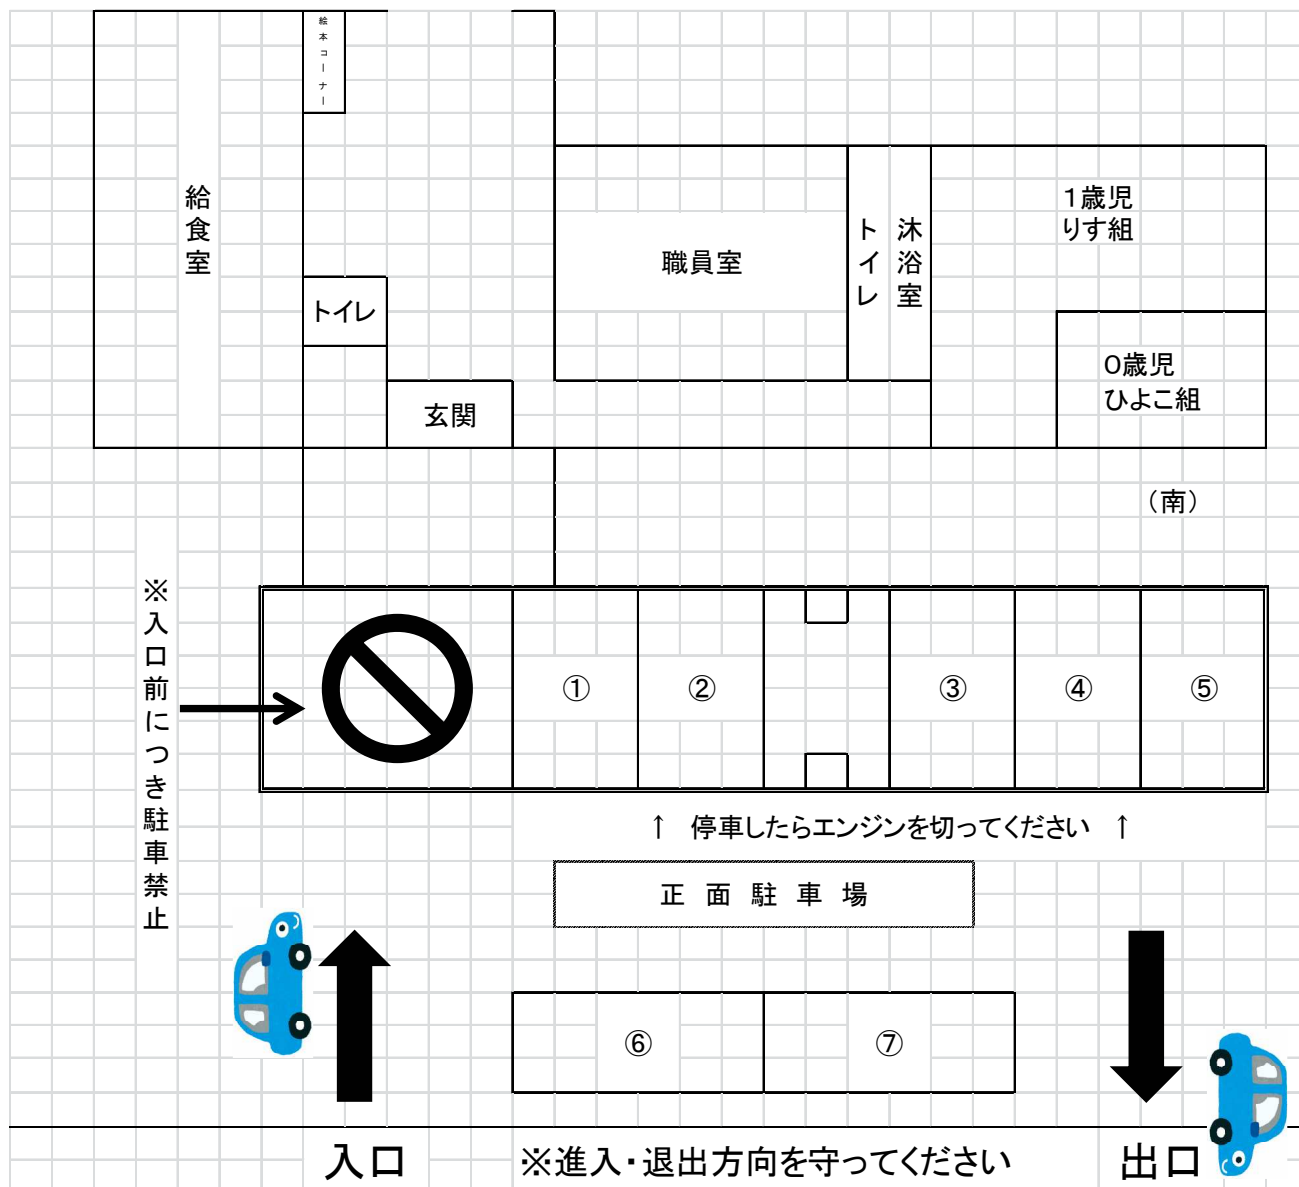 絵本コーナー
給食室
職員室
トイレ
沐浴室
1歳児
りす組
トイレ
0歳児
ひよこ組
玄関
（南）
※入口前につき駐車禁止
①
②
③
④
⑤
↑ 停車したらエンジンを切ってください ↑
正面駐車場
⑥
⑦
入口
※進入・退出方向を守ってください
出口